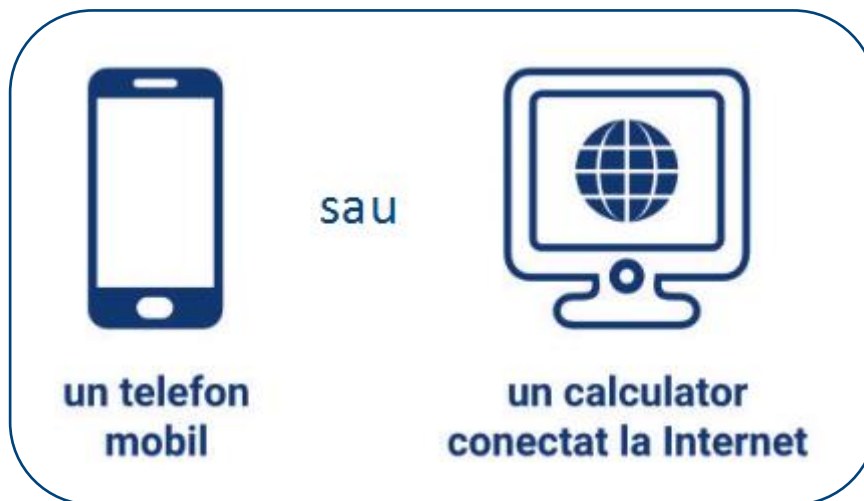 sau
un telefon
mobil
un calculator
conectat la Internet